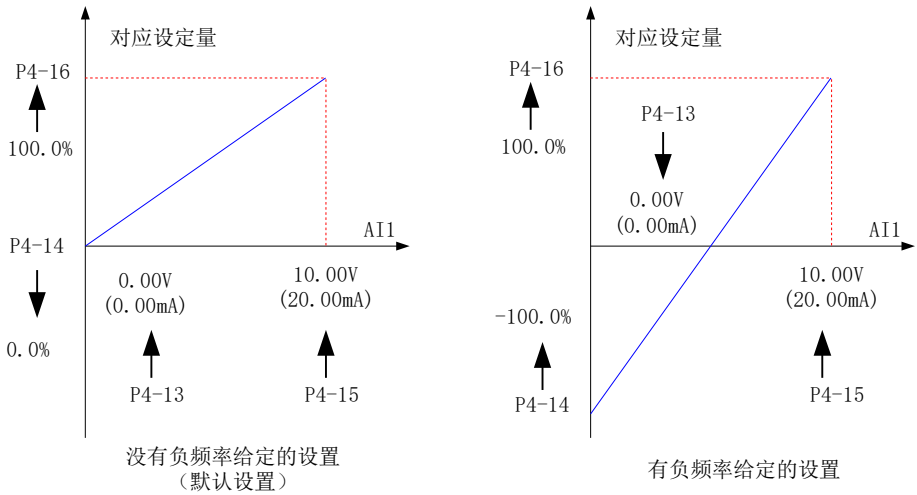 对应设定量
P4-16
100.0%
P4-14
0.0%
AI1
0.00V
(0.00mA)
10.00V
(20.00mA)
P4-13
P4-15
没有负频率给定的设置
（默认设置）
对应设定量
P4-16
100.0%
P4-13
0.00V
(0.00mA)
AI1
10.00V
(20.00mA)
-100.0%
P4-14
P4-15
有负频率给定的设置